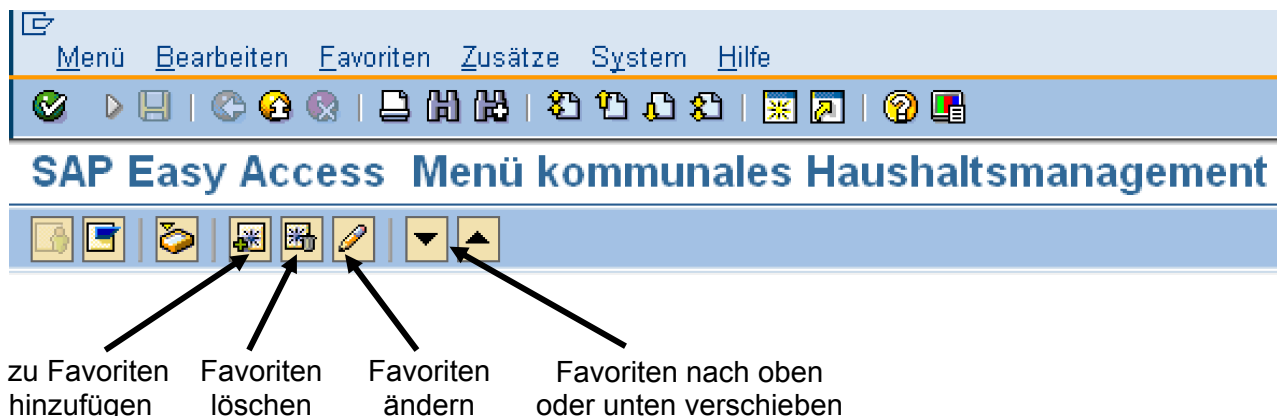 Menü Bearbeiten Favoriten Zusätze System Hilfe
SAP Easy Access Menü kommunales Haushaltsmanagement
zu Favoriten
hinzufügen
Favoriten
löschen
Favoriten
ändern
Favoriten nach oben
oder unten verschieben